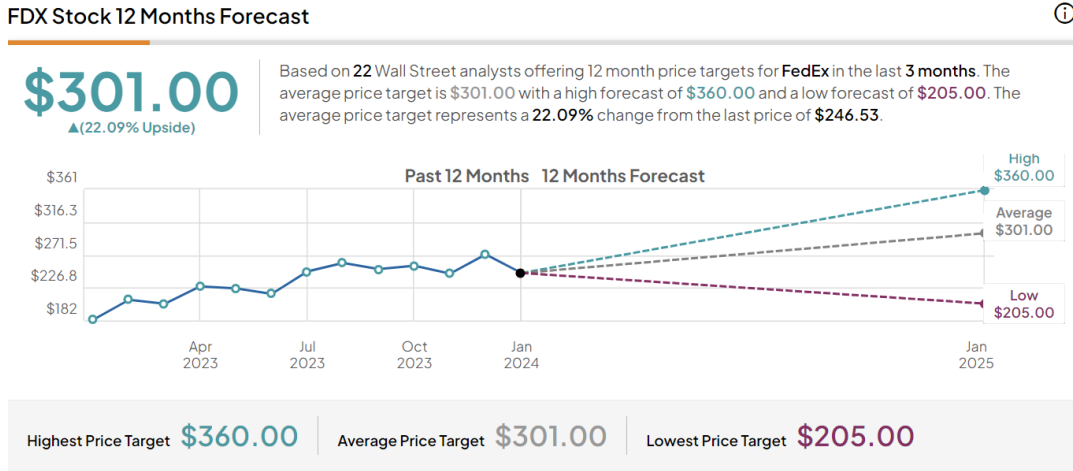 FDX Stock 12 Months Forecast
$301.00
▲(22.09% Upside)
Based on 22 Wall Street analysts offering 12 month price targets for FedEx in the last 3 months. The
average price target is $301.00 with a high forecast of $360.00 and a low forecast of $205.00. The
average price target represents a 22.09% change from the last price of $246.53.
Past 12 Months 12 Months Forecast
$361
$316.3
$271.5
$226.8
$182
High
$360.00
Average
$301.00
Low
$205.00
Apr
2023
Jul
2023
Oct
2023
Jan
2024
Jan
2025
Highest Price Target $360.00
Average Price Target $301.00
Lowest Price Target $205.00